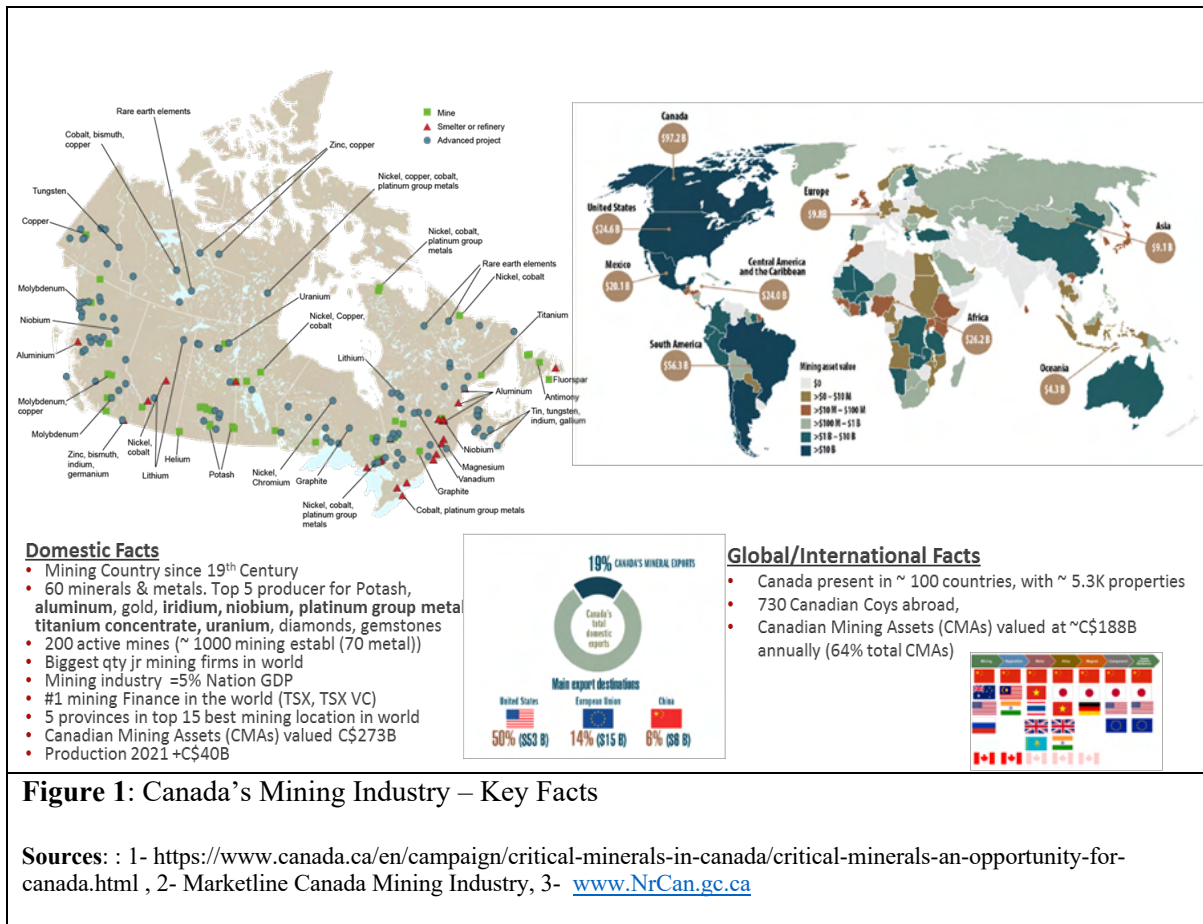 Rare earth elements
Cobalt, bismuth,
copper
Tungsten
Copper
Molybdenum
Niobium
Aluminium
Molybdenum,
copper
Molybdenum
Zinc, bismuth,
indium,
germanium
Nickel,
cobalt
Lithium
Helium
Potash
Nickel,
Chromium
Graphite
Nickel, cobalt,
platinum group
metals
Cobalt, platinum group metals
Graphite
Vanadium
Magnesium
Niobium
Tin, tungsten,
indium, gallium
Antimony
Fluorspar
Aluminum
Titanium
Lithium
Nickel, Copper,
cobalt
Uranium
Rare earth elements
Nickel, cobalt
Nickel, cobalt,
platinum group
metals
Nickel, copper, cobalt,
platinum group metals
Zinc, copper
Mine
Smelter or refinery
Advanced project
Canada
$97.2 B
United States
$24.6 B
Mexico
$20.1 B
Central America
and the Caribbean
$24.0 B
South America
$56.3 B
Europe
$9.8B
Africa
$26.2 B
Asia
$9.1 B
Oceania
$4.3 B
Mining asset value
$0
>$0 – $10 M
>$10 M – $100 M
>$100 M – $1 B
>$1 B – $10 B
>$10 B
Domestic Facts
• Mining Country since 19th Century
• 60 minerals & metals. Top 5 producer for Potash,
aluminum, gold, iridium, niobium, platinum group metal
titanium concentrate, uranium, diamonds, gemstones
• 200 active mines (~ 1000 mining establ (70 metal))
• Biggest qty jr mining firms in world
• Mining industry =5% Nation GDP
• #1 mining Finance in the world (TSX, TSX VC)
• 5 provinces in top 15 best mining location in world
• Canadian Mining Assets (CMAs) valued C$273B
• Production 2021 +C$40B
19% CANADA'S MINERAL EXPORTS
Canada's
total
domestic
exports
Main export destinations
United States
European Union
China
50% ($53 B)
14% ($15 B)
6% ($8 B)
Global/International Facts
• Canada present in ~ 100 countries, with ~ 5.3K properties
• 730 Canadian Coys abroad,
• Canadian Mining Assets (CMAs) valued at ~C$188B
annually (64% total CMAs)
Mining
Figure 1: Canada's Mining Industry – Key Facts
Sources: : 1- https://www.canada.ca/en/campaign/critical-minerals-in-canada/critical-minerals-an-opportunity-for-
canada.html , 2- Marketline Canada Mining Industry, 3- www.NrCan.gc.ca